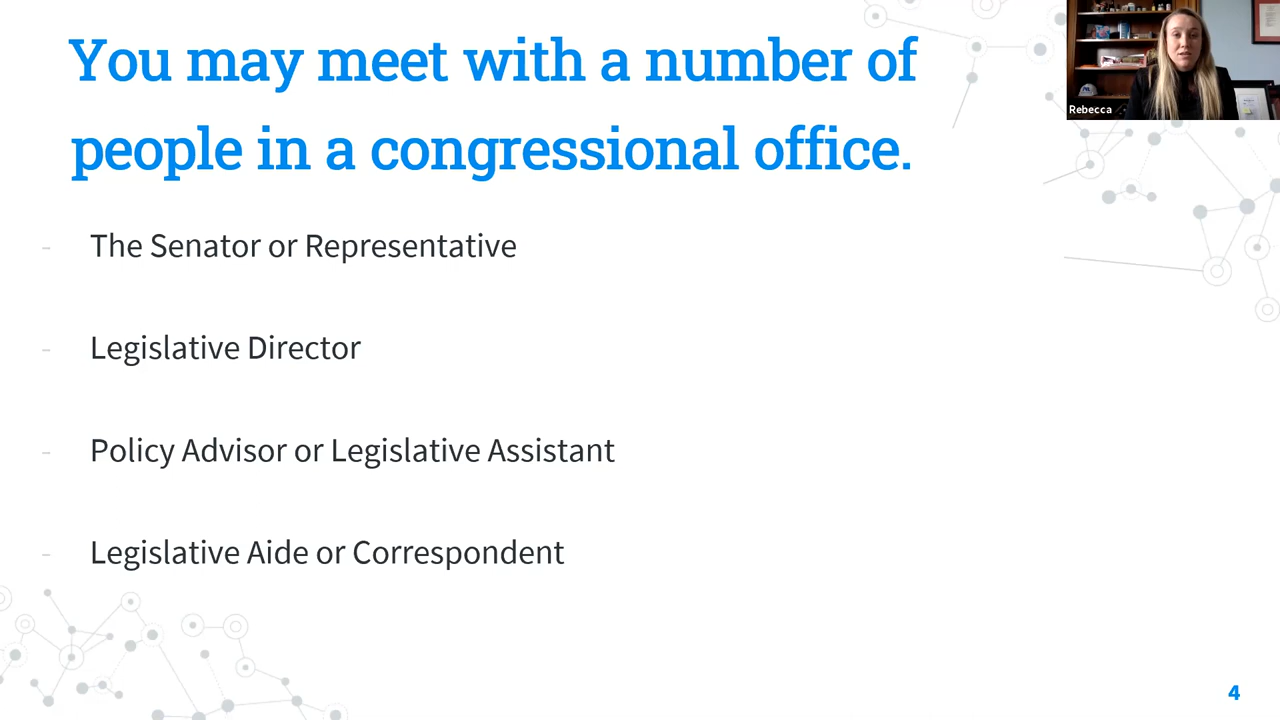 You may meet with a number of
people in a congressional office.
Rebecca
- The Senator or Representative
- Legislative Director
- Policy Advisor or Legislative Assistant
- Legislative Aide or Correspondent
4